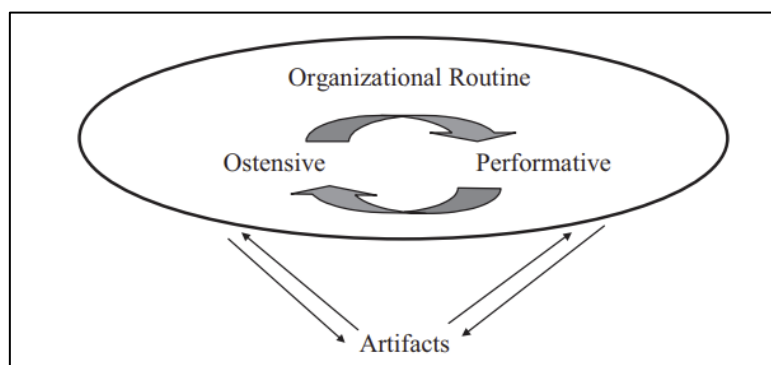 Organizational Routine
Ostensive Performative
Artifacts